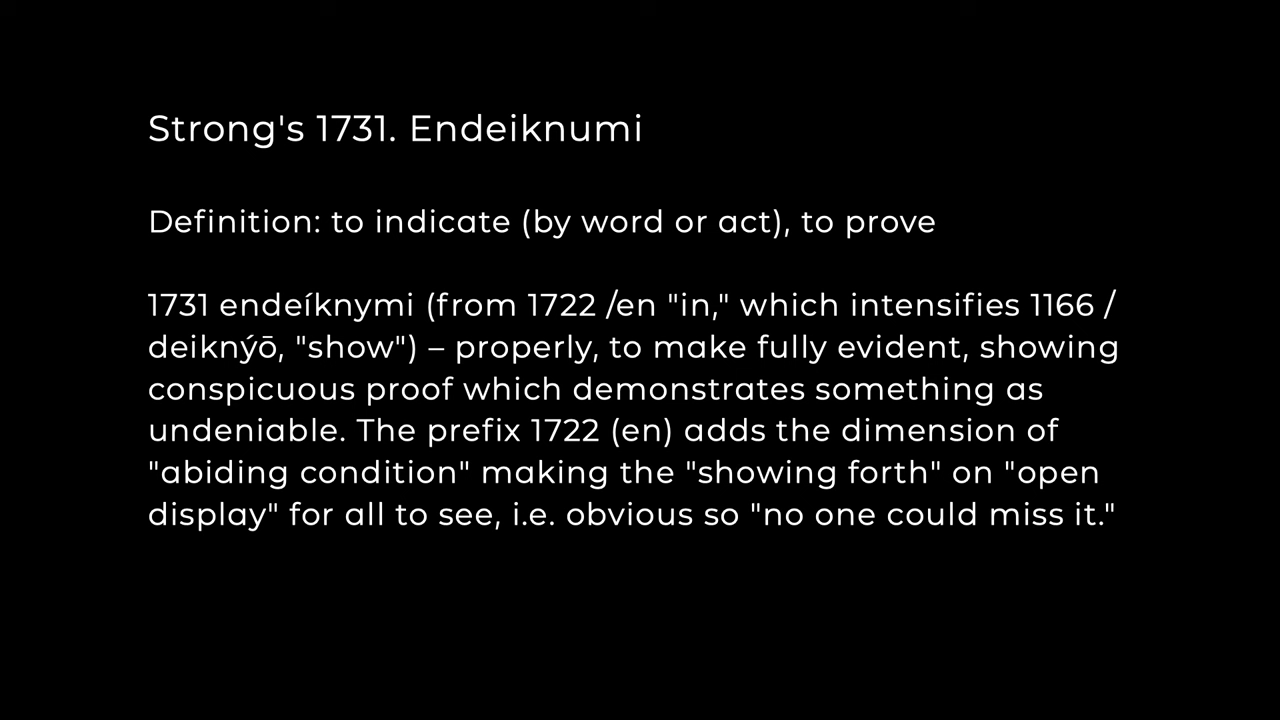 Strong's 1731. Endeiknumi
Definition: to indicate (by word or act), to prove
1731 endeíknymi (from 1722 /en "in," which intensifies 1166 /
deiknýō, "show") – properly, to make fully evident, showing
conspicuous proof which demonstrates something as
undeniable. The prefix 1722 (en) adds the dimension of
"abiding condition" making the "showing forth" on "open
display" for all to see, i.e. obvious so "no one could miss it."